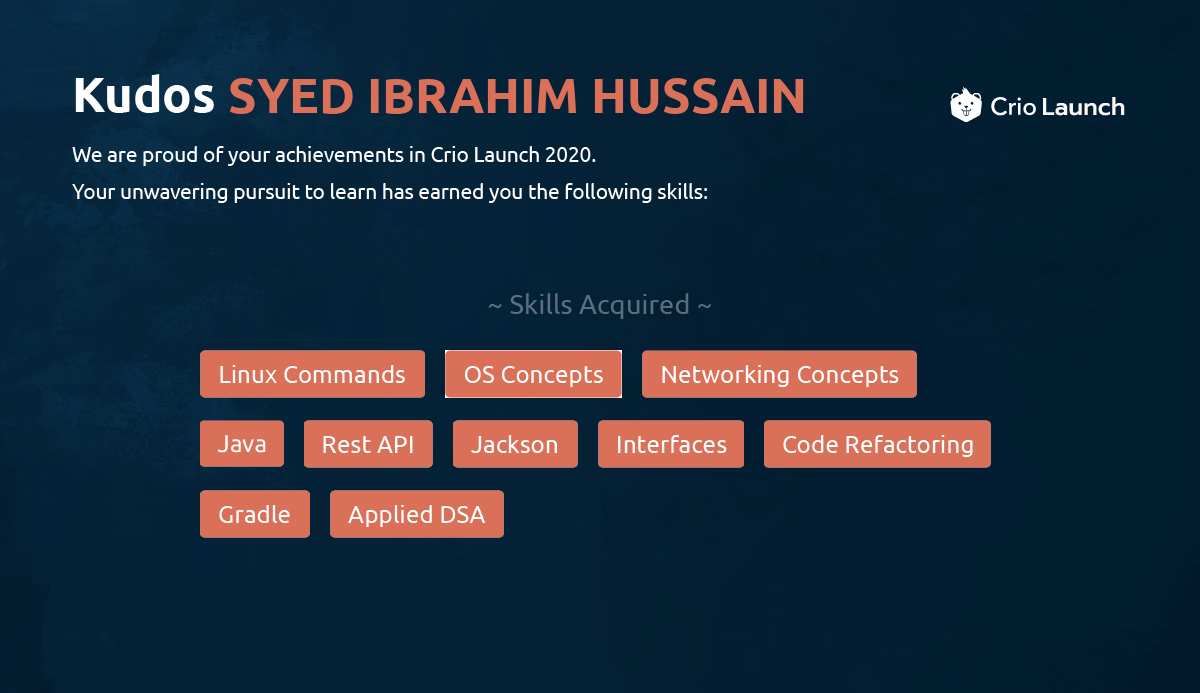 Kudos SYED IBRAHIM HUSSAIN
Crio Launch
We are proud of your achievements in Crio Launch 2020.
Your unwavering pursuit to learn has earned you the following skills:
~ Skills Acquired ~
Linux Commands OS Concepts Networking Concepts
Java Rest API Jackson Interfaces Code Refactoring
Gradle Applied DSA